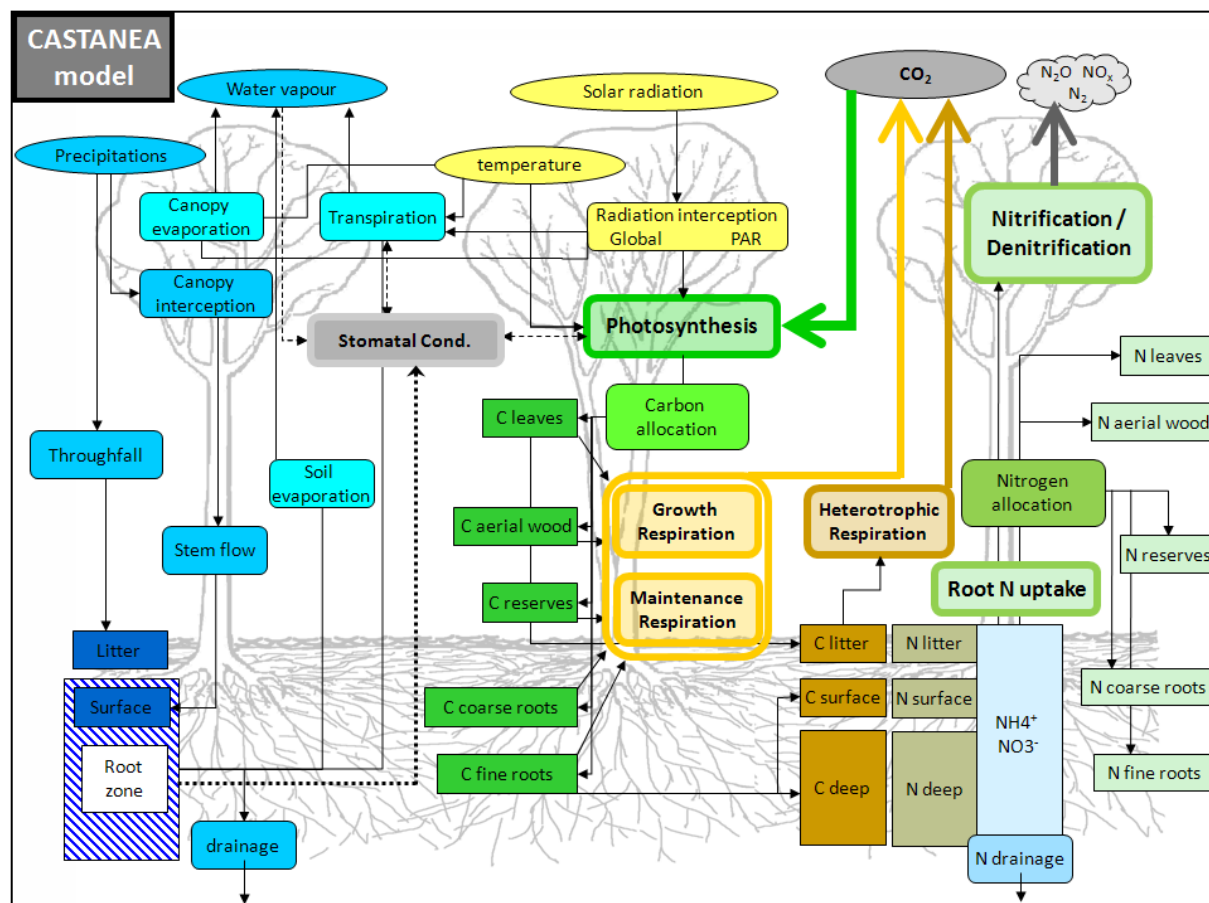 CASTANEA
model
Water vapour
Solar radiation
CO₂
N₂O NOₓ
N₂
Precipitations
temperature
Canopy
evaporation
Transpiration
Radiation interception
Global PAR
Nitrification /
Denitrification
Canopy
interception
Stomatal Cond.
Photosynthesis
N leaves
C leaves
Carbon
allocation
N aerial wood
Throughfall
Soil
evaporation
Nitrogen
allocation
C aerial wood
Growth
Respiration
Heterotrophic
Respiration
Stem flow
N reserves
C reserves
Maintenance
Respiration
Root N uptake
Litter
C litter
N litter
Surface
C coarse roots
C surface
N surface
NH4⁺
NO3⁻
N coarse roots
Root
zone
C fine roots
C deep
N deep
N fine roots
drainage
N drainage